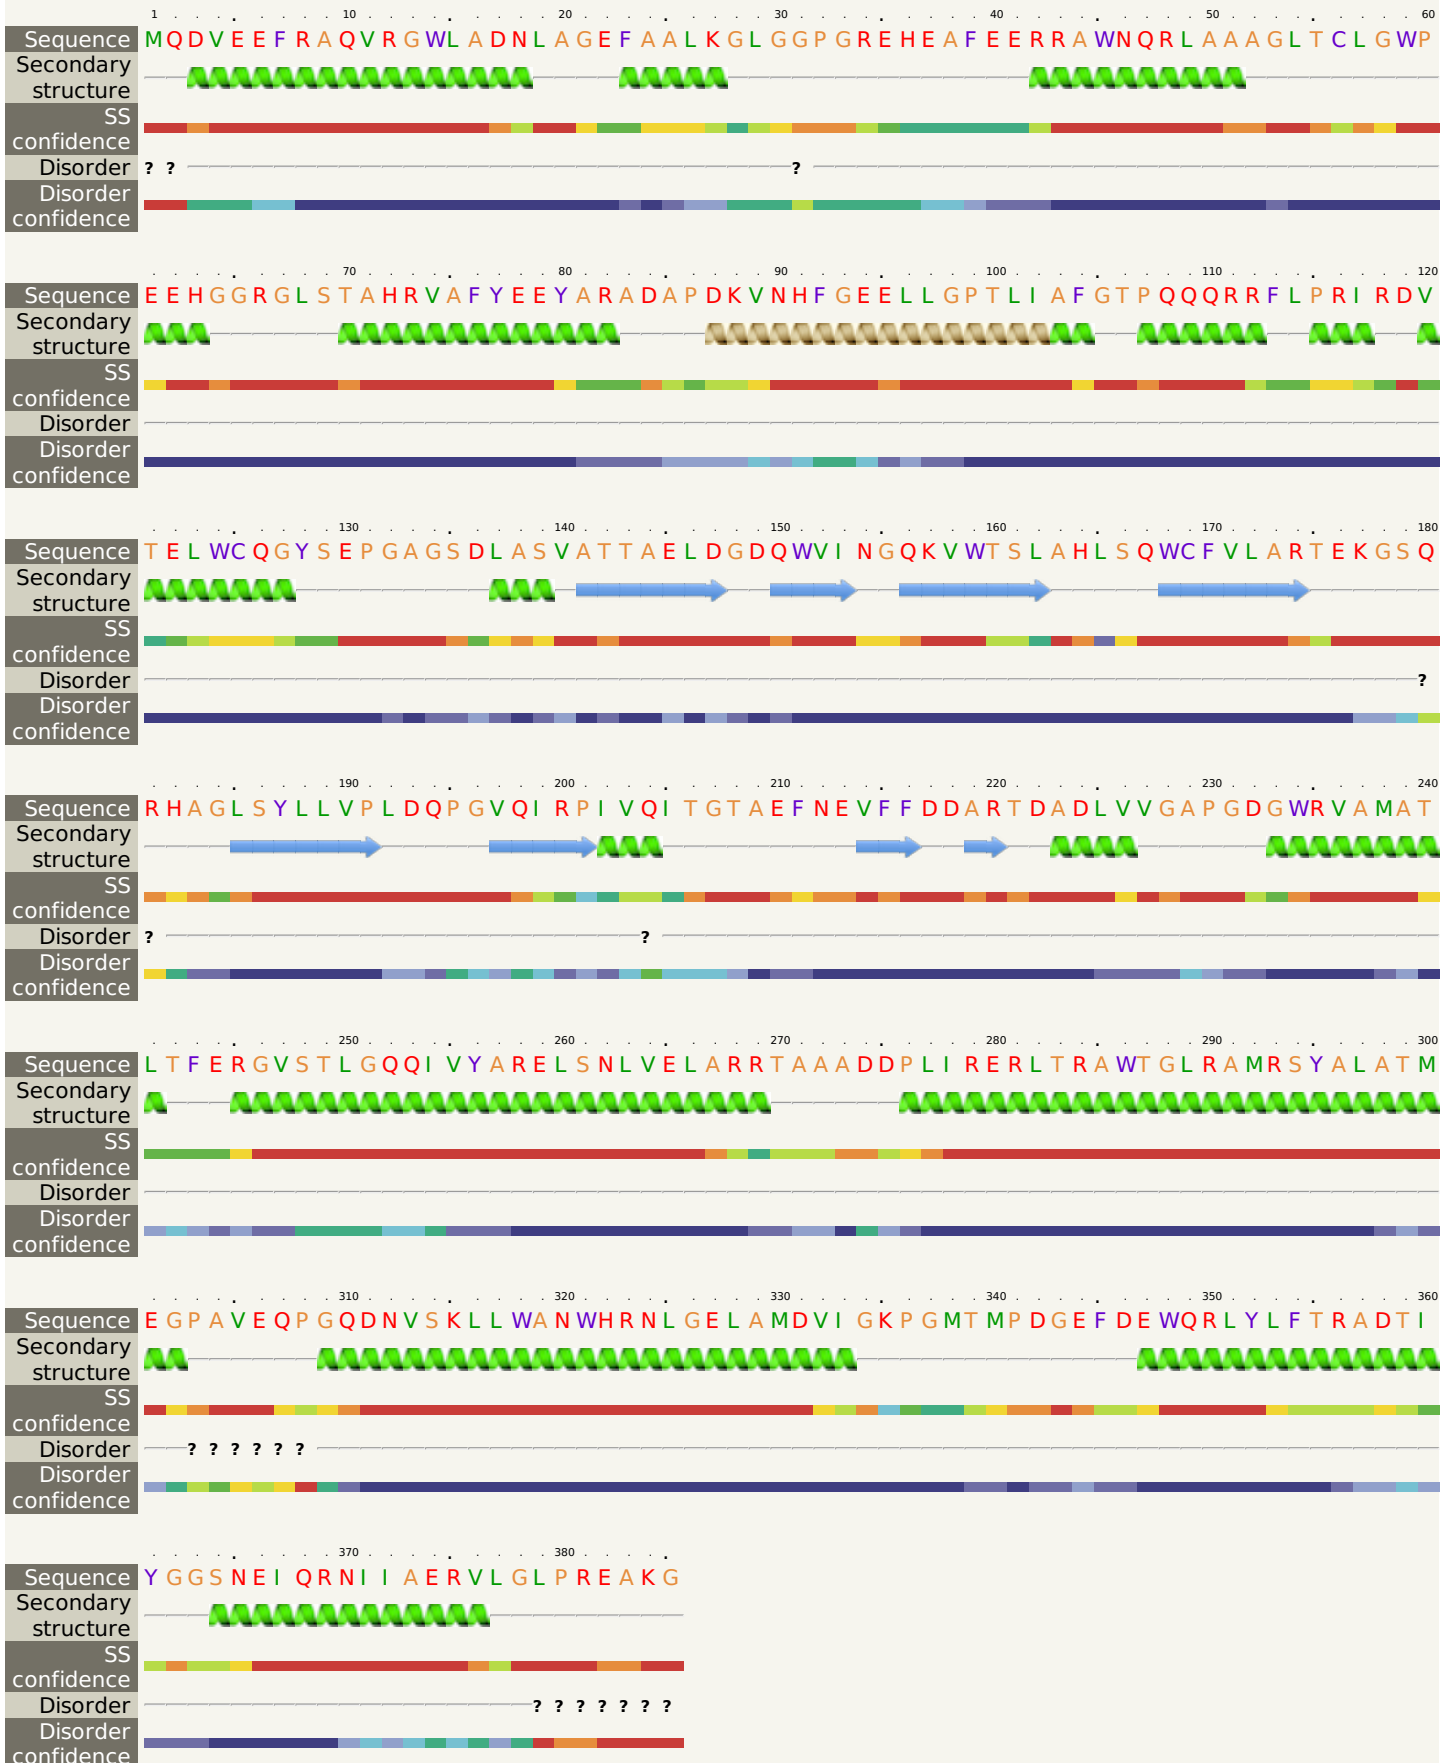 1 10 20 30 40 50 60
Sequence MQDVEEFRAQVRGWLADNLAGEFAALKGLGGPGREHEAFEERRAWNQRLAAAGLTCLGWP
Secondary
structure
SS
confidence
Disorder ? ? ?
Disorder
confidence
70 80 90 100 110 120
Sequence EEHGGRGLSTAHRVAFYEEYARADAPDKVNHFGEELLGPTLIAFGTPQQQRRFLPRIRDV
Secondary
structure
SS
confidence
Disorder
Disorder
confidence
130 140 150 160 170 180
Sequence TELWCQGYSEPGAGSDLASVATTAELDGDQWVINGQKVWTSLAHLSQWCFVLARTEKGSQ
Secondary
structure
SS
confidence
Disorder ?
Disorder
confidence
190 200 210 220 230 240
Sequence RHAGLSYLLVPLDQPGVQIRPIVQITGTAEFNEVFFDDARTDADLVVGAPGDGWRVAMAT
Secondary
structure
SS
confidence
Disorder ? ?
Disorder
confidence
250 260 270 280 290 300
Sequence LTFERGVSTLGQQIVYARELSNLVELARRTAAADDPLIRERLTRAWTGLRAMRSYALATM
Secondary
structure
SS
confidence
Disorder
Disorder
confidence
310 320 330 340 350 360
Sequence EGPAVEQPGQDNVSKLLWANWHRNLGELAMDVIGKPGMTMPDGEFDEWQRLYLFTRADTI
Secondary
structure
SS
confidence
Disorder ? ? ? ? ? ?
Disorder
confidence
370 380
Sequence YGGSNEIQRNIIAERVLGLPREAKG
Secondary
structure
SS
confidence
Disorder ? ? ? ? ? ? ?
Disorder
confidence